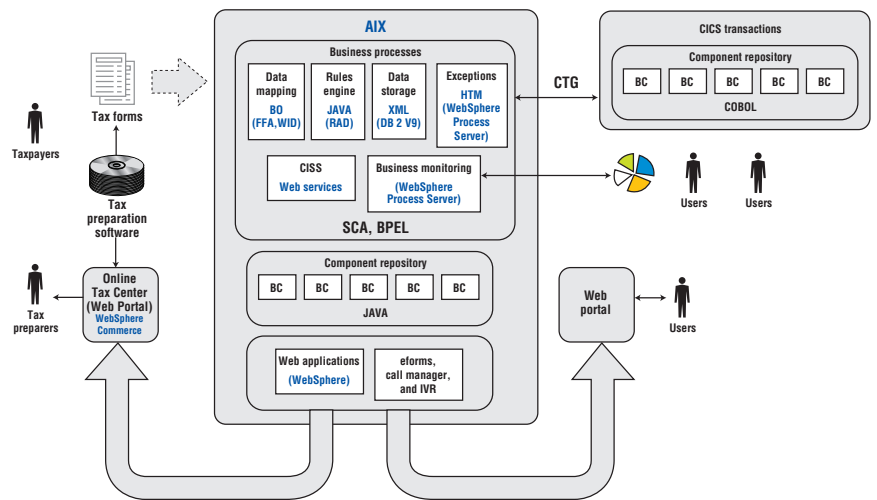 AIX
Business processes
Data
mapping
BO
(FFA,WID)
Rules
engine
JAVA
(RAD)
Data
storage
XML
(DB 2 V9)
Exceptions
HTM
(WebSphere
Process
Server)
CISS
Web services
Business monitoring
(WebSphere
Process Server)
SCA, BPEL
Component repository
BC
BC
BC
BC
BC
JAVA
Web applications
(WebSphere)
eforms,
call manager,
and IVR
Tax forms
Taxpayers
Tax
preparation
software
Online
Tax Center
(Web Portal)
WebSphere
Commerce
Tax
preparers
CTG
CICS transactions
Component repository
BC
BC
BC
BC
BC
COBOL
Users
Users
Web
portal
Users